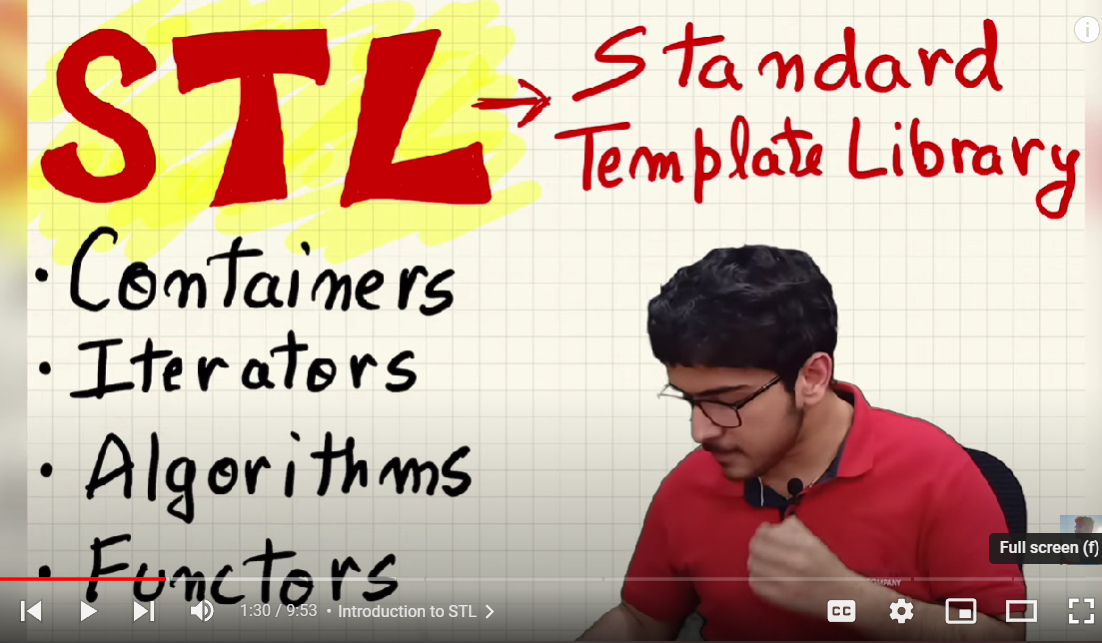 STL → Standard
Template Library
• Containers
• Iterators
• Algorithms
• Functors
Full screen (f)
1:30 / 9:53 • Introduction to STL
CC